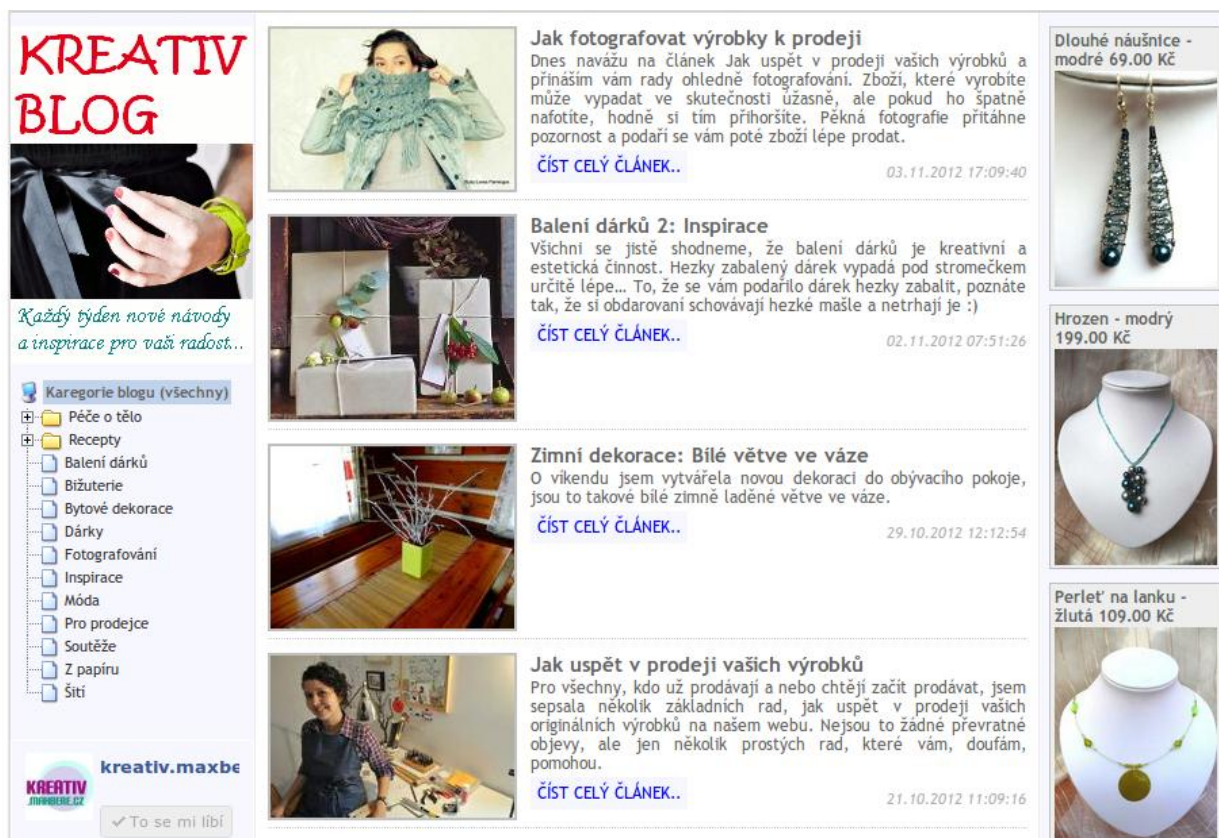 KREATIV
BLOG
Každý týden nové návody
a inspirace pro vaši radost...
Karegorie blogu (všechny)
Péče o tělo
Recepty
Balení dárků
Bižuterie
Bytové dekorace
Dárky
Fotografování
Inspirace
Móda
Pro prodejce
Soutěže
Z papíru
Šití
KREATIV
.MAXBERE.CZ
kreativ.maxbe
To se mi líbí
Jak fotografovat výrobky k prodeji
Dnes navážu na článek Jak uspět v prodeji vašich výrobků a
přináším vám rady ohledně fotografování. Zboží, které vyrobíte
může vypadat ve skutečnosti úžasně, ale pokud ho špatně
nafotíte, hodně si tím přihoršíte. Pěkná fotografie přitáhne
pozornost a podaří se vám poté zboží lépe prodat.
ČÍST CELÝ ČLÁNEK..
03.11.2012 17:09:40
Balení dárků 2: Inspirace
Všichni se jistě shodneme, že balení dárků je kreativní a
estetická činnost. Hezky zabalený dárek vypadá pod stromečkem
určitě lépe... To, že se vám podařilo dárek hezky zabalit, poznáte
tak, že si obdarovaní schovávají hezké mašle a netrhají je :)
ČÍST CELÝ ČLÁNEK..
02.11.2012 07:51:26
Zimní dekorace: Bílé větve ve váze
O víkendu jsem vytvářela novou dekoraci do obývacího pokoje,
jsou to takové bílé zimně laděné větve ve váze.
ČÍST CELÝ ČLÁNEK..
29.10.2012 12:12:54
Jak uspět v prodeji vašich výrobků
Pro všechny, kdo už prodávají a nebo chtějí začít prodávat, jsem
sepsala několik základních rad, jak uspět v prodeji vašich
originálních výrobků na našem webu. Nejsou to žádné převratné
objevy, ale jen několik prostých rad, které vám, doufám,
pomohou.
ČÍST CELÝ ČLÁNEK..
21.10.2012 11:09:16
Dlouhé náušnice -
modré 69.00 Kč
Hrozen - modrý
199.00 Kč
Perleť na lanku -
žlutá 109.00 Kč